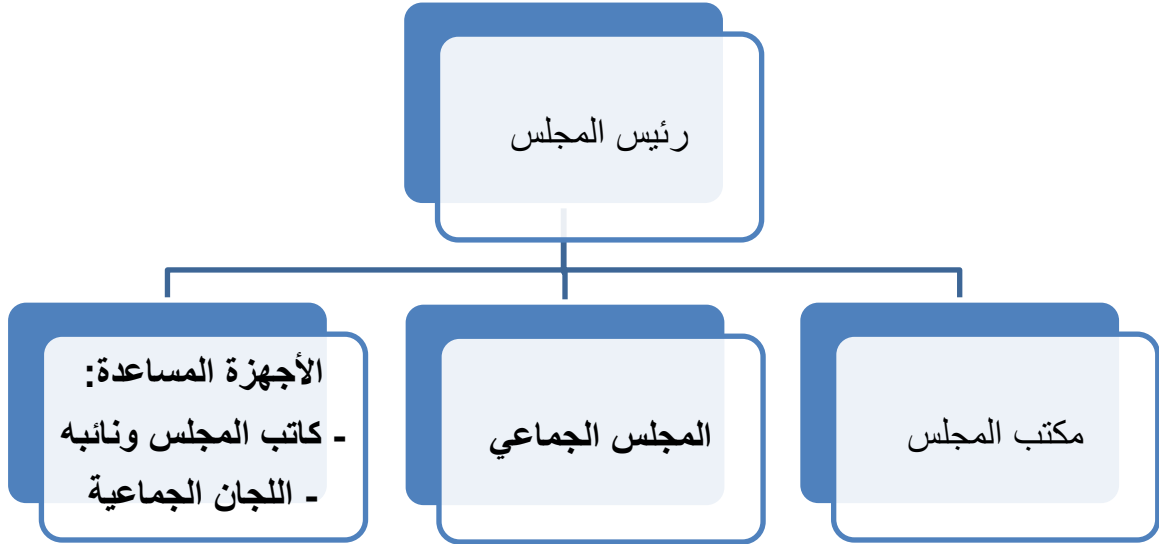 رئيس المجلس
مكتب المجلس
المجلس الجماعي
الأجهزة المساعدة:
- كاتب المجلس ونائبه
- اللجان الجماعية